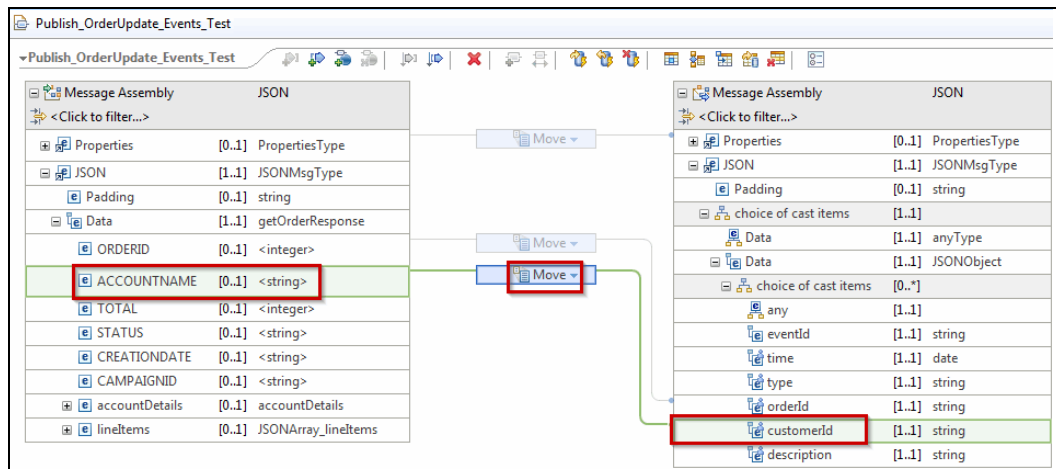 Publish_OrderUpdate_Events_Test
Publish_OrderUpdate_Events_Test
Message Assembly JSON
<Click to filter...>
Properties [0..1] PropertiesType
JSON [1..1] JSONMsgType
Padding [0..1] string
Data [1..1] getOrderResponse
ORDERID [0..1] <integer>
ACCOUNTNAME [0..1] <string>
TOTAL [0..1] <integer>
STATUS [0..1] <string>
CREATIONDATE [0..1] <string>
CAMPAIGNID [0..1] <string>
accountDetails [0..1] accountDetails
lineItems [0..1] JSONArray_lineItems
Move
Move
Move
Message Assembly JSON
<Click to filter...>
Properties [0..1] PropertiesType
JSON [1..1] JSONMsgType
Padding [0..1] string
choice of cast items [1..1]
Data [1..1] anyType
Data [1..1] JSONObject
choice of cast items [0..*]
any [1..1]
eventId [1..1] string
time [1..1] date
type [1..1] string
orderId [1..1] string
customerId [1..1] string
description [1..1] string